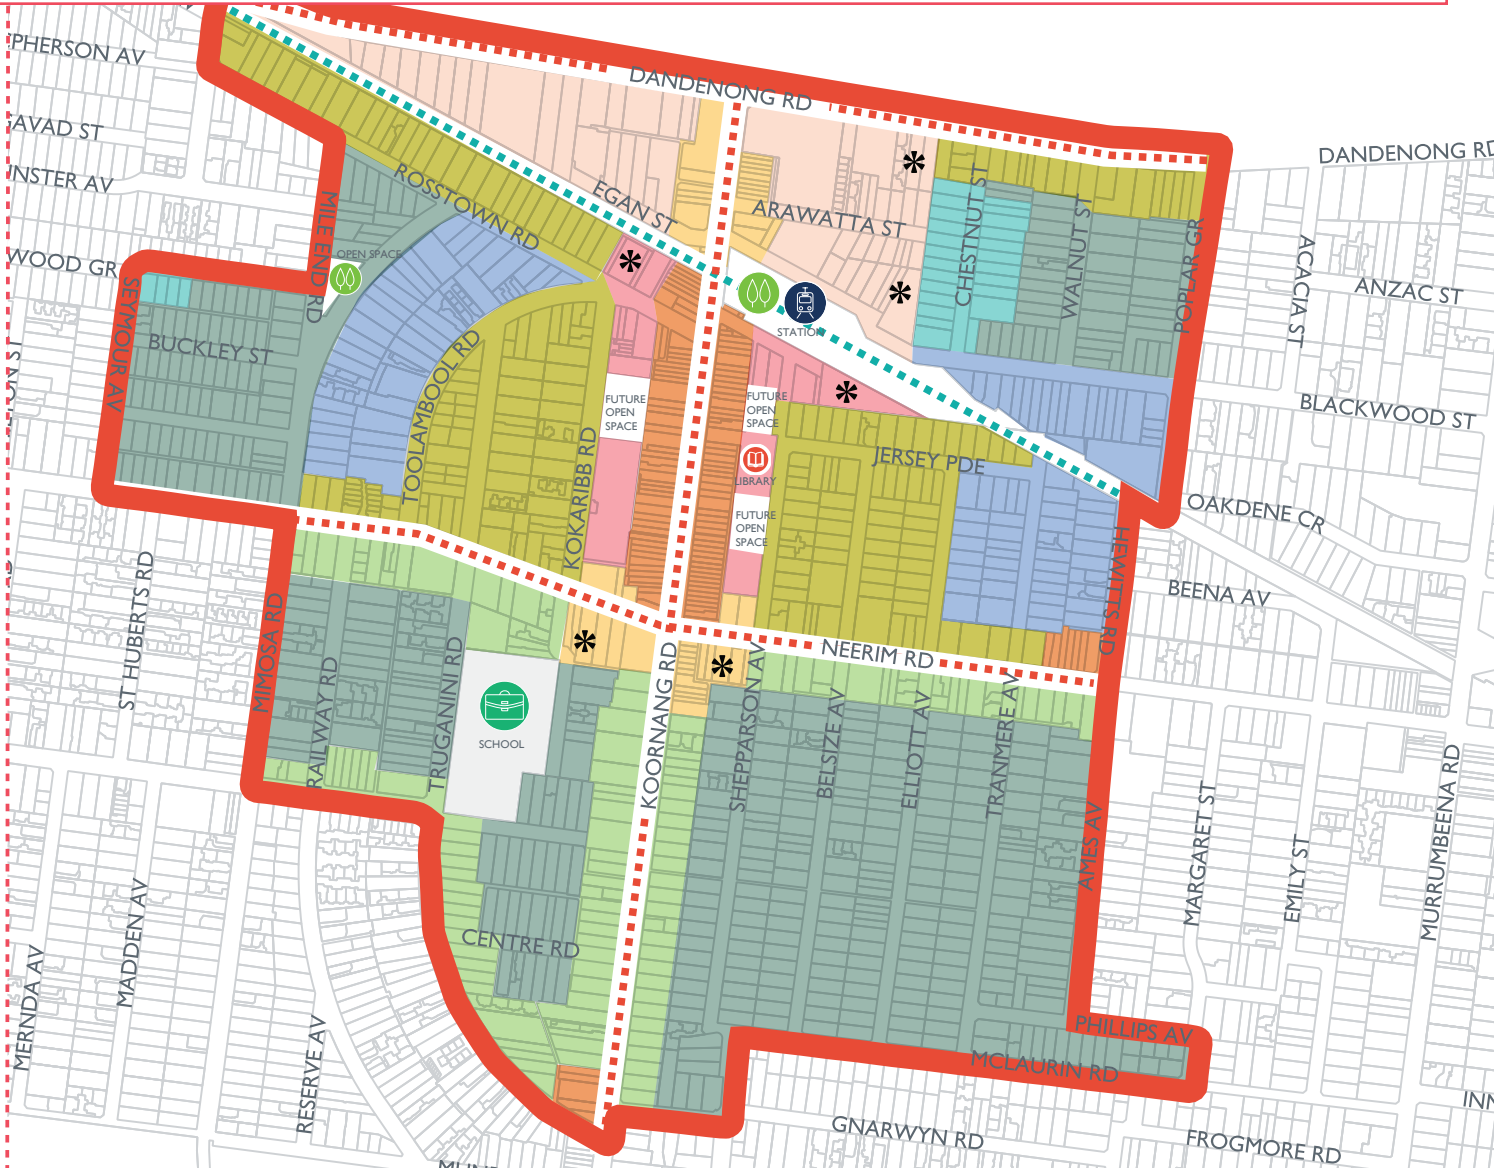 PHERSON AV
DANDENONG RD
AVAD ST
DANDENONG RD
INSTER AV
ROSSTOWN RD
EGAN ST
ARAWATTA ST
CHESTNUT ST
WALNUT ST
POPLAR GR
ACACIA ST
ANZAC ST
WOOD GR
MILE END RD
OPEN SPACE
SEYMOUR AV
BUCKLEY ST
STATION
TOOLAMBOOL RD
KOKARIBB RD
FUTURE
OPEN
SPACE
FUTURE
OPEN
SPACE
LIBRARY
FUTURE
OPEN
SPACE
JERSEY PDE
BLACKWOOD ST
OAKDENE CR
HEWITTS RD
BEENA AV
NEERIM RD
ST HUBERTS RD
MIMOSA RD
RAILWAY RD
TRUGANINI RD
SCHOOL
KOORNANG RD
SHEPPARSON AV
BELSIZE AV
ELLIOTT AV
TRANMERE AV
AMES AV
MARGARET ST
EMILY ST
MURRUMBEENA RD
CENTRE RD
MADDEN AV
MERNDA AV
RESERVE AV
PHILLIPS AV
MCLAURIN RD
GNARWYN RD
FROGMORE RD
INN